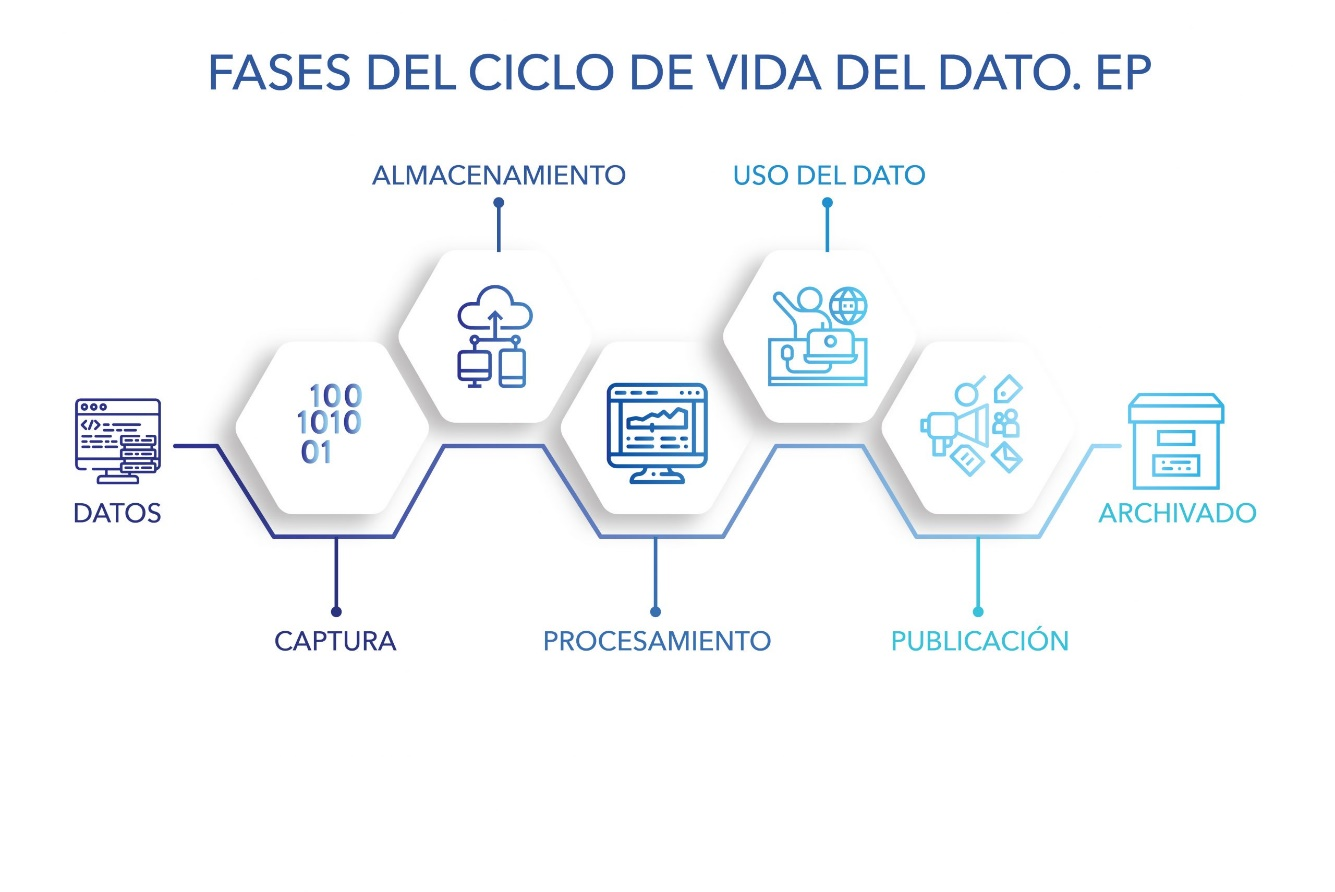 FASES DEL CICLO DE VIDA DEL DATO. EP
ALMACENAMIENTO
USO DEL DATO
100
1010
01
DATOS
ARCHIVADO
CAPTURA
PROCESAMIENTO
PUBLICACIÓN